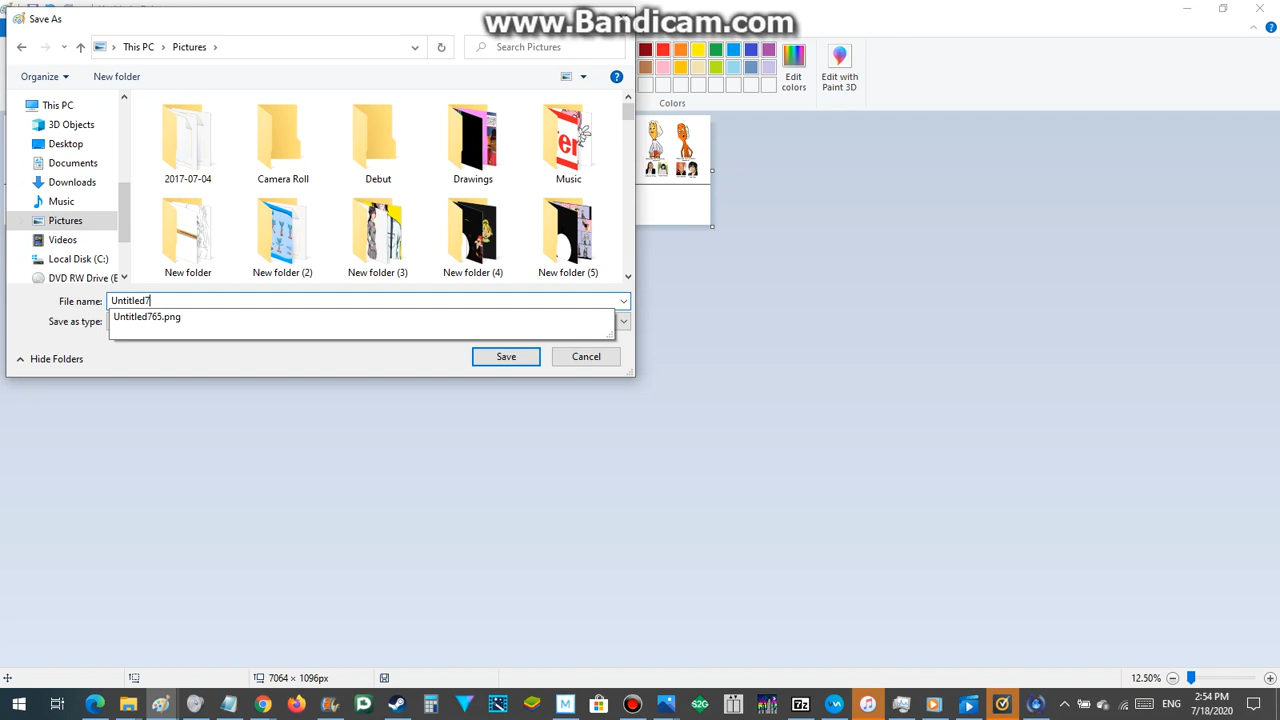 Save As
www.Bandicam.com
This PC
Pictures
Search Pictures
Organize
New folder
Edit colors
Edit with Paint 3D
Colors
This PC
3D Objects
Desktop
Documents
Downloads
Music
Pictures
Videos
Local Disk (C:)
DVD RW Drive (E
2017-07-04
Camera Roll
Debut
Drawings
Music
New folder
New folder (2)
New folder (3)
New folder (4)
New folder (5)
File name:
Untitled7
Untitled765.png
Save as type:
Hide Folders
Save
Cancel
7064 × 1096px
12.50%
ENG
2:54 PM
7/18/2020